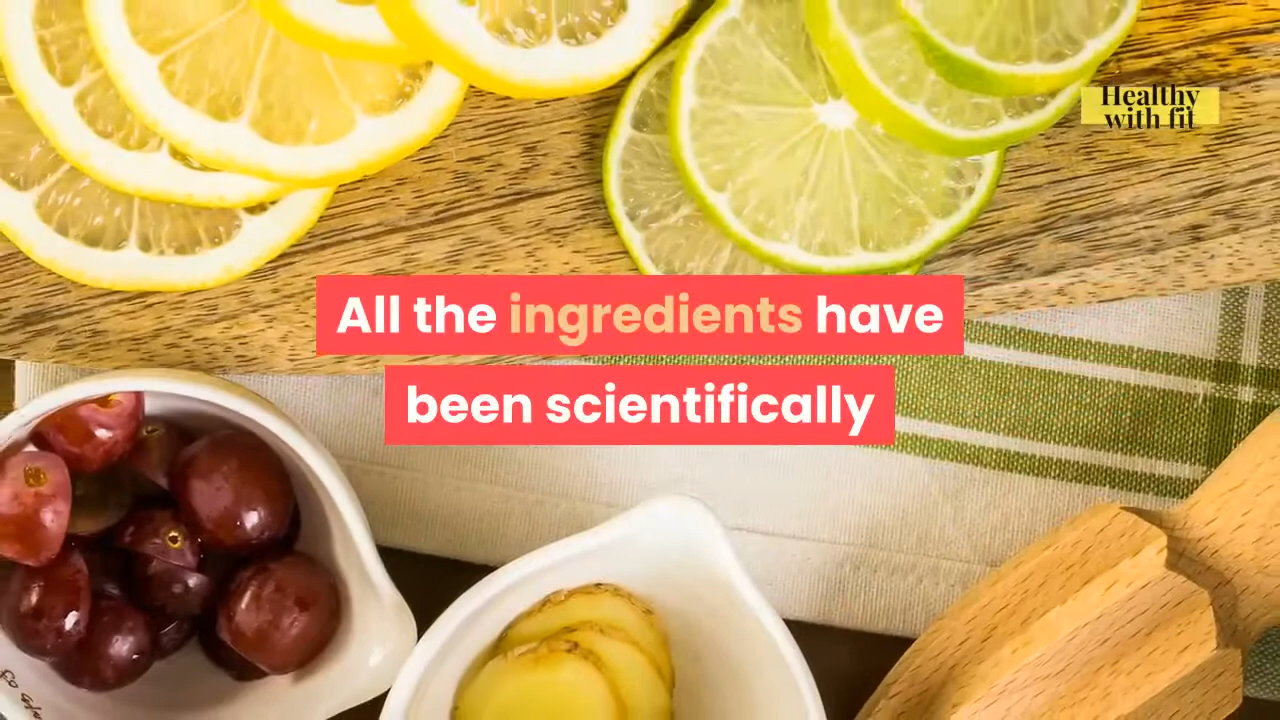 Healthy
with fit
All the ingredients have
been scientifically